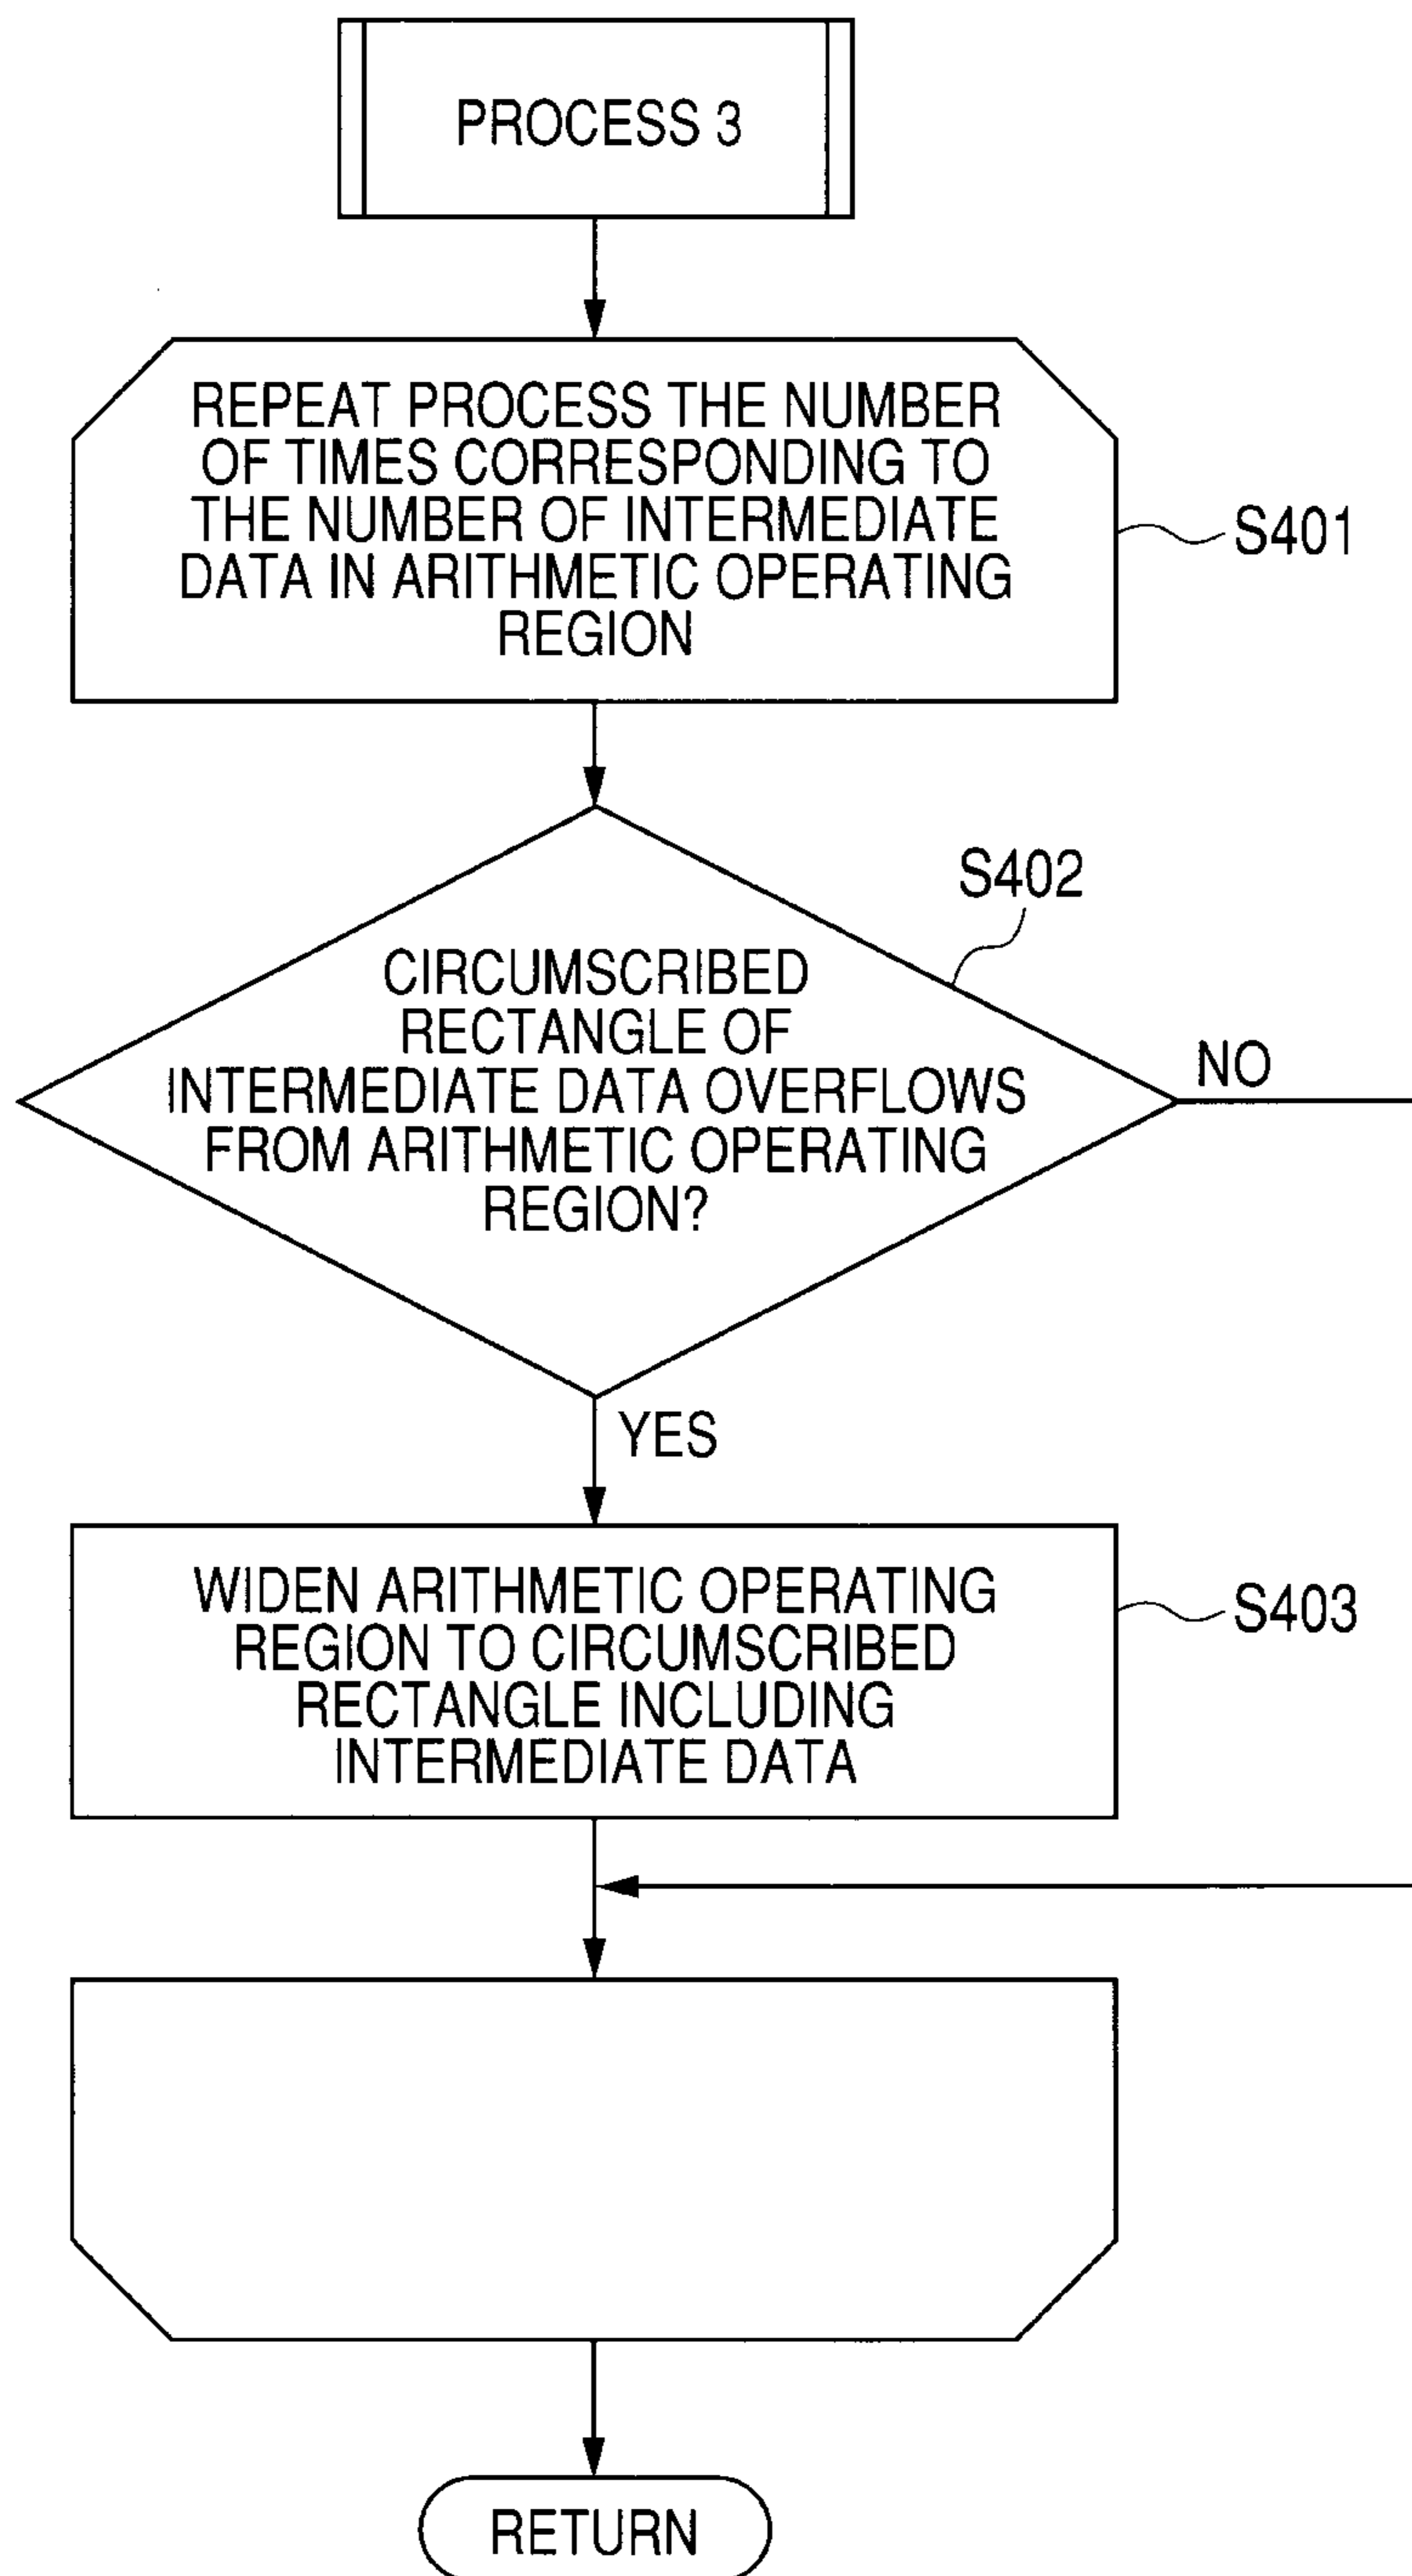 PROCESS 3
REPEAT PROCESS THE NUMBER
OF TIMES CORRESPONDING TO
THE NUMBER OF INTERMEDIATE
DATA IN ARITHMETIC OPERATING
REGION
S401
S402
CIRCUMSCRIBED
RECTANGLE OF
INTERMEDIATE DATA OVERFLOWS
FROM ARITHMETIC OPERATING
REGION?
NO
YES
WIDEN ARITHMETIC OPERATING
REGION TO CIRCUMSCRIBED
RECTANGLE INCLUDING
INTERMEDIATE DATA
S403
RETURN